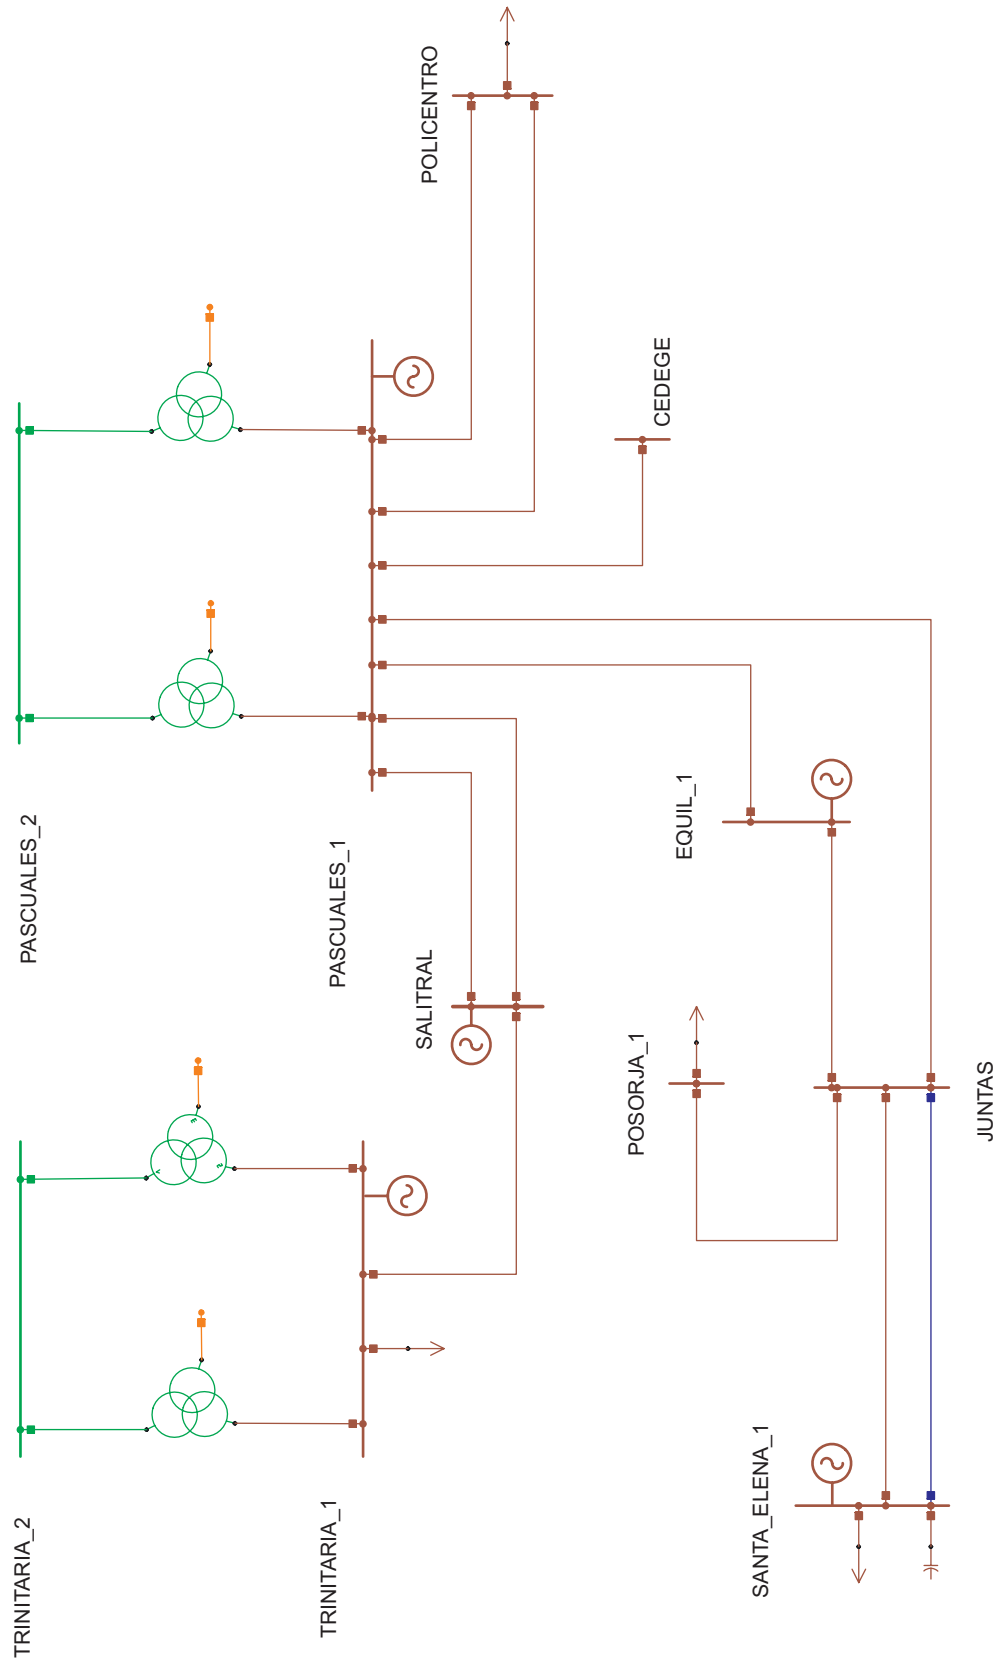 TRINITARIA_2
PASCUALES_2
TRINITARIA_1
PASCUALES_1
SALITRAL
POLICENTRO
POSORJA_1
EQUIL_1
CEDEGE
SANTA_ELENA_1
JUNTAS